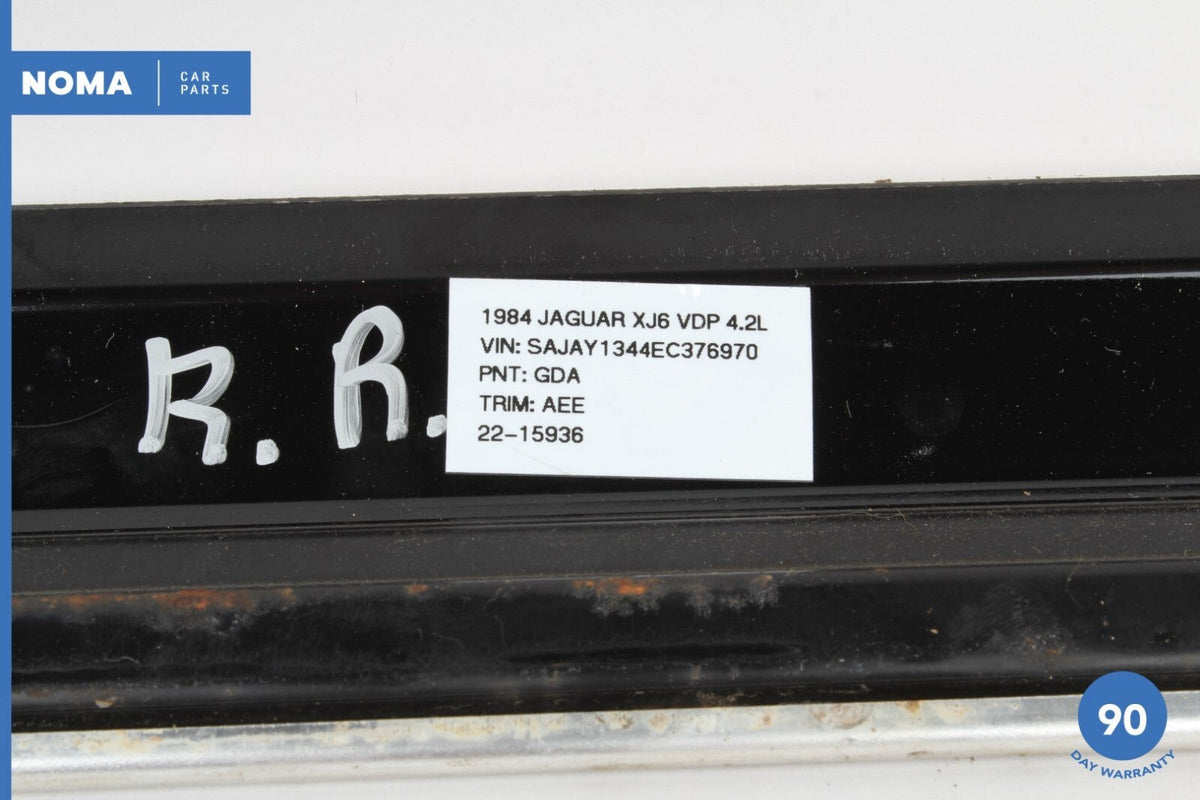 NOMA
CAR
PARTS
R. R.
1984 JAGUAR XJ6 VDP 4.2L
VIN: SAJAY1344EC376970
PNT: GDA
TRIM: AEE
22-15936
90
DAY WARRANTY